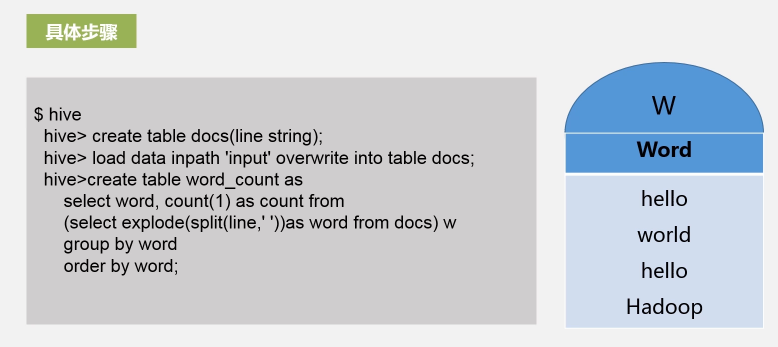 具体步骤
$ hive
hive> create table docs(line string);
hive> load data inpath 'input' overwrite into table docs;
hive>create table word_count as
select word, count(1) as count from
(select explode(split(line,' '))as word from docs) w
group by word
order by word;
W
Word
hello
world
hello
Hadoop